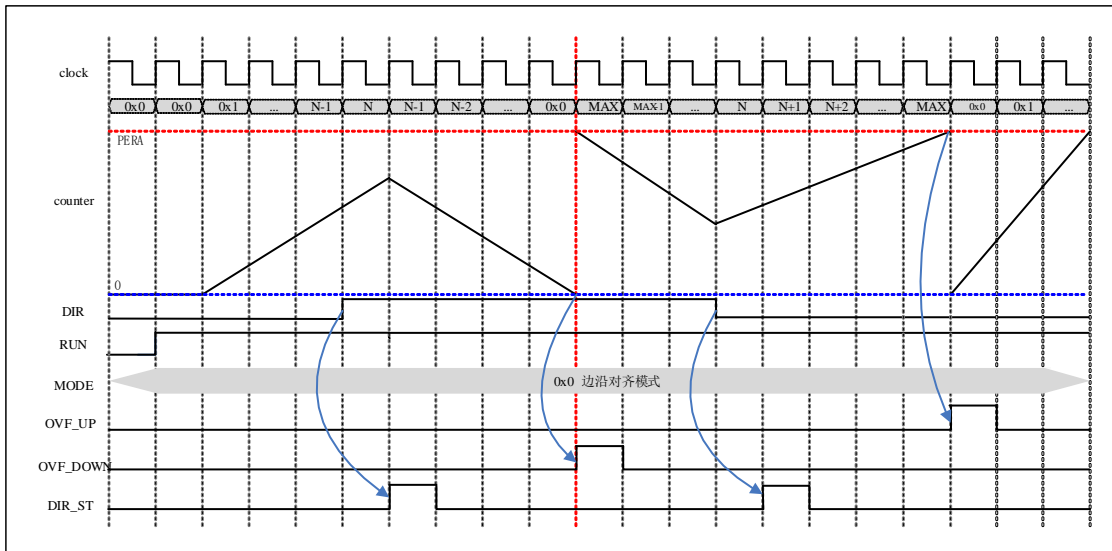 clock
0x0 0x0 0x1 ... N-1 N N-1 N-2 ... 0x0 MAX MAX-1 ... N N+1 N+2 ... MAX 0x0 0x1 ...
PERA
counter
0
DIR
RUN
MODE 0x0 边沿对齐模式
OVF_UP
OVF_DOWN
DIR_ST